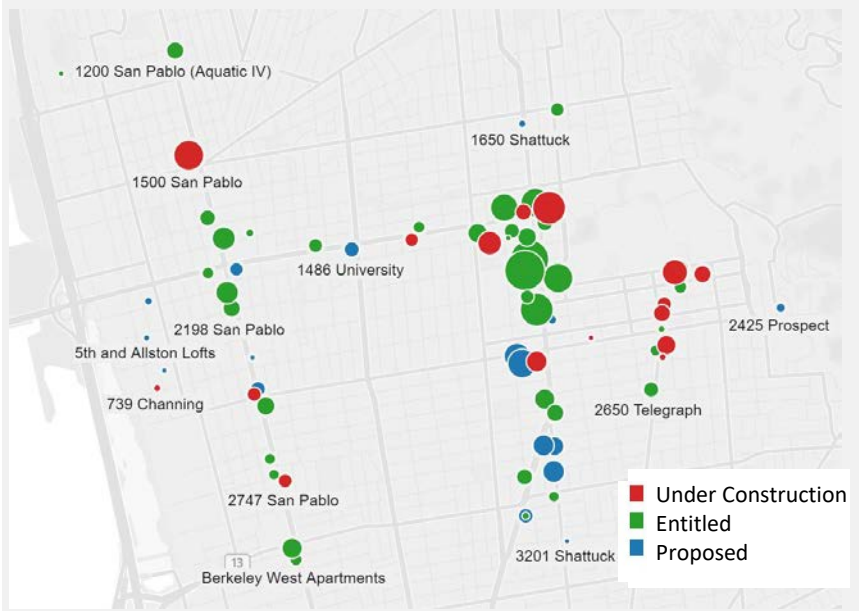 1200 San Pablo (Aquatic IV)
1650 Shattuck
1500 San Pablo
1486 University
2198 San Pablo
2425 Prospect
5th and Allston Lofts
739 Channing
2650 Telegraph
2747 San Pablo
Under Construction
Entitled
Proposed
3201 Shattuck
13
Berkeley West Apartments